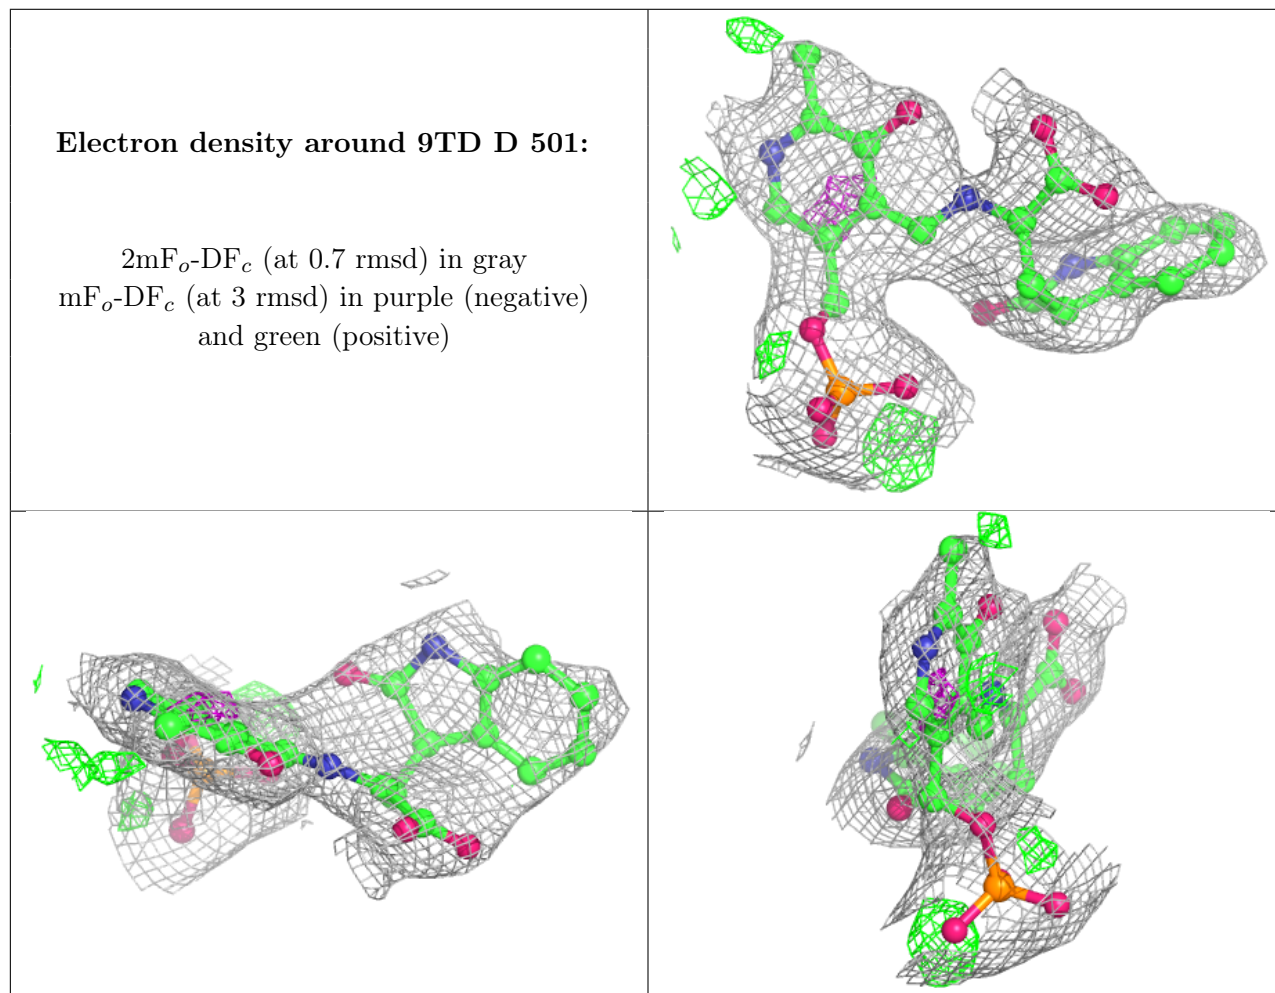 Electron density around 9TD D 501:
2mFo-DFc (at 0.7 rmsd) in gray
mFo-DFc (at 3 rmsd) in purple (negative)
and green (positive)